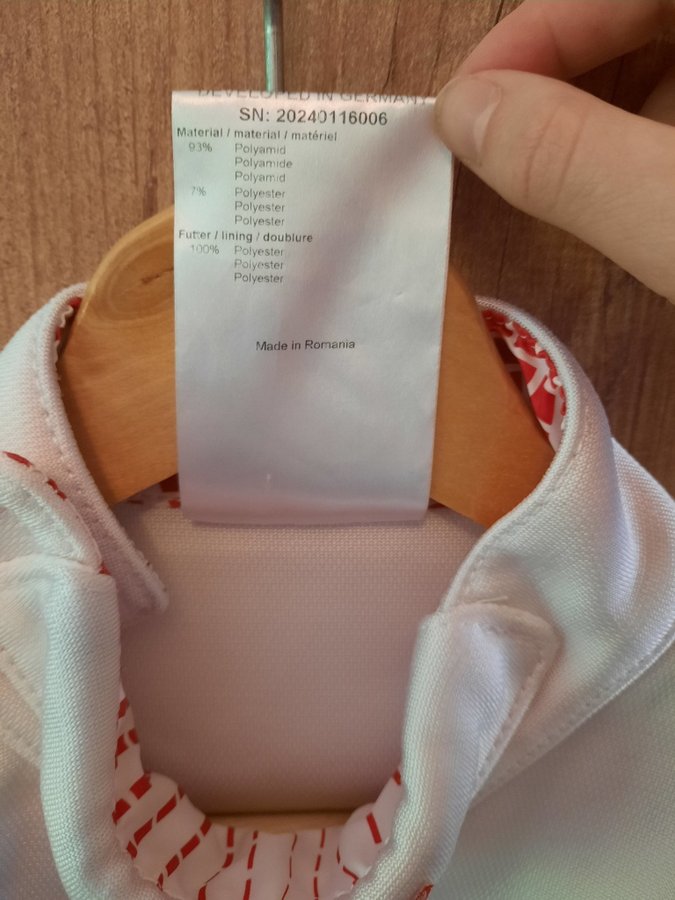 DEVELOPED IN GERMANY
SN: 20240116006
Material / material / matériel
93% Polyamid
Polyamide
Polyamid
7% Polyester
Polyester
Polyester
Futter / lining / doublure
100% Polyester
Polyester
Polyester
Made in Romania